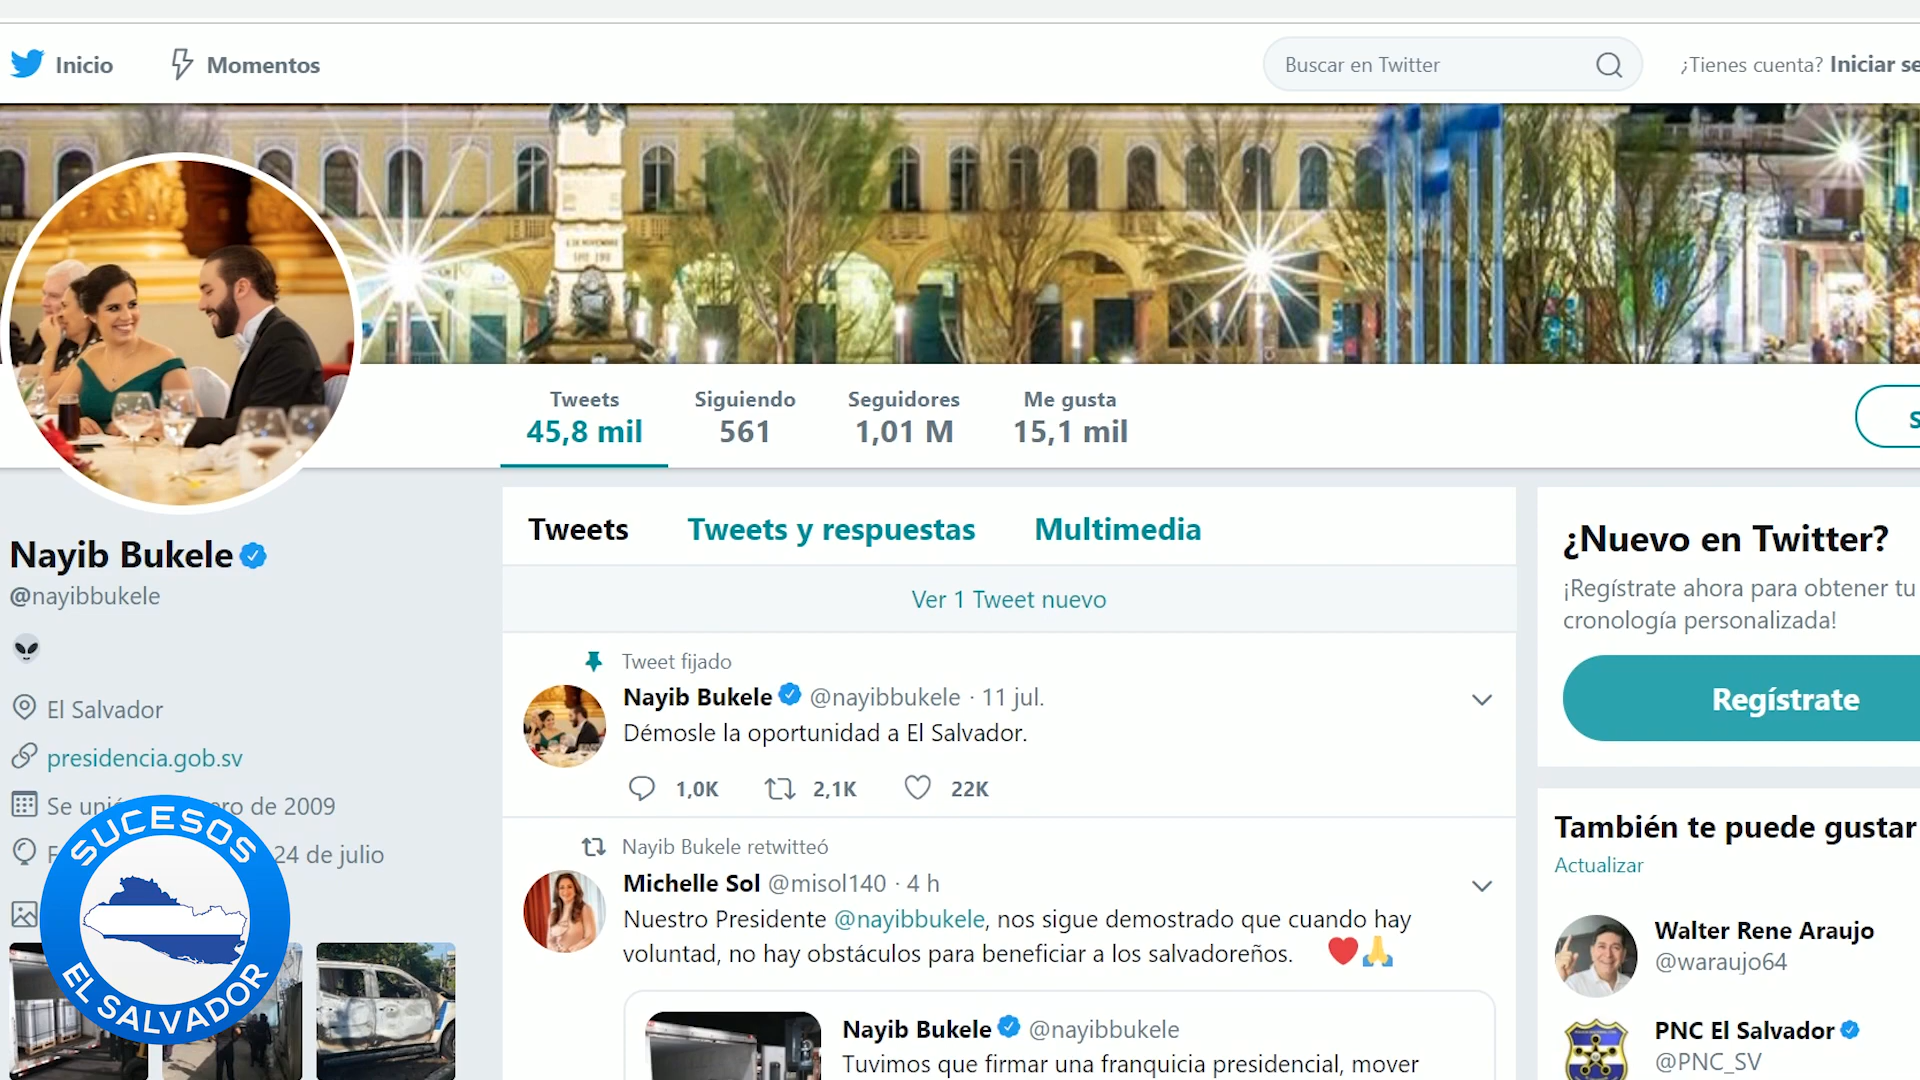 Inicio
Momentos
Buscar en Twitter
¿Tienes cuenta? Iniciar se
Tweets
45,8 mil
Siguiendo
561
Seguidores
1,01 M
Me gusta
15,1 mil
S
Nayib Bukele
@nayibbukele
El Salvador
presidencia.gob.sv
Se uni ero de 2009
F 24 de julio
SUCESOS
EL SALVADOR
Tweets
Tweets y respuestas
Multimedia
Ver 1 Tweet nuevo
Tweet fijado
Nayib Bukele @nayibbukele · 11 jul.
Démosle la oportunidad a El Salvador.
1,0K
2,1K
22K
Nayib Bukele retwitteó
Michelle Sol @misol140 · 4 h
Nuestro Presidente @nayibbukele, nos sigue demostrado que cuando hay
voluntad, no hay obstáculos para beneficiar a los salvadoreños. ❤️🙏
Nayib Bukele @nayibbukele
Tuvimos que firmar una franquicia presidencial, mover
¿Nuevo en Twitter?
¡Regístrate ahora para obtener tu
cronología personalizada!
Regístrate
También te puede gustar
Actualizar
Walter Rene Araujo
@waraujo64
PNC El Salvador
@PNC_SV